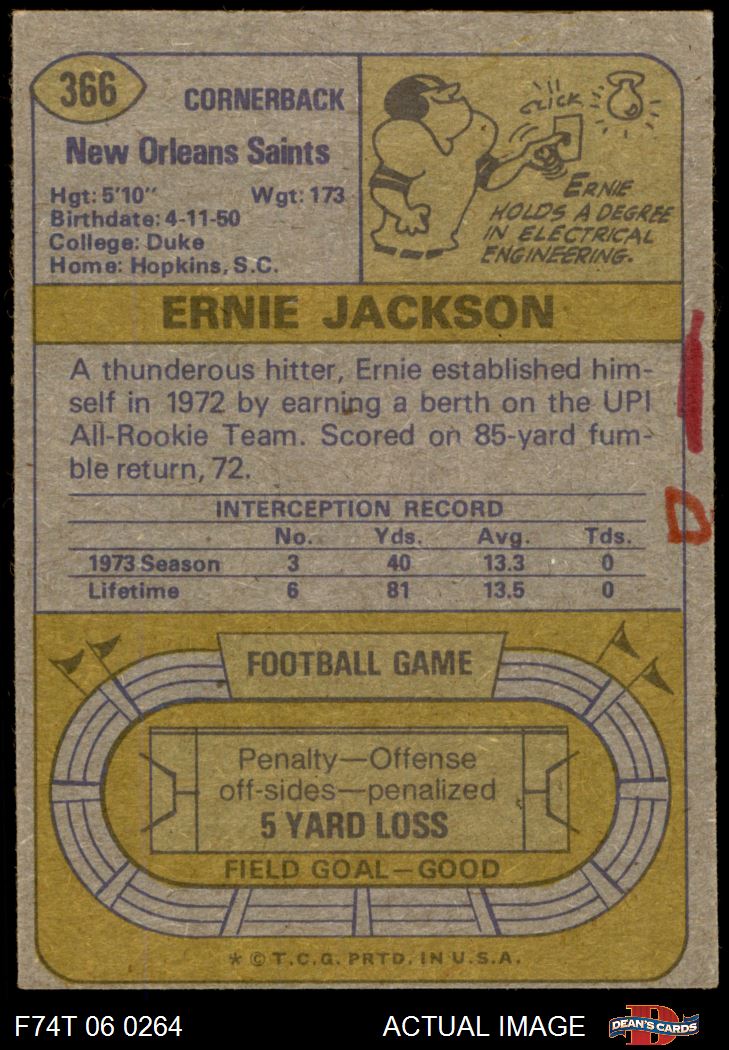 366
CORNERBACK
New Orleans Saints
Hgt: 5'10" Wgt: 173
Birthdate: 4-11-50
College: Duke
Home: Hopkins, S.C.
CLICK
ERNIE
HOLDS A DEGREE
IN ELECTRICAL
ENGINEERING.
ERNIE JACKSON
A thunderous hitter, Ernie established him-
self in 1972 by earning a berth on the UPI
All-Rookie Team. Scored on 85-yard fum-
ble return, 72.
INTERCEPTION RECORD
No. Yds. Avg. Tds.
1973 Season 3 40 13.3 0
Lifetime 6 81 13.5 0
D
FOOTBALL GAME
Penalty—Offense
off-sides—penalized
5 YARD LOSS
FIELD GOAL—GOOD
* © T.C.G. PRTD. IN U.S.A.
F74T 06 0264 ACTUAL IMAGE
D
DEAN'S CARDS